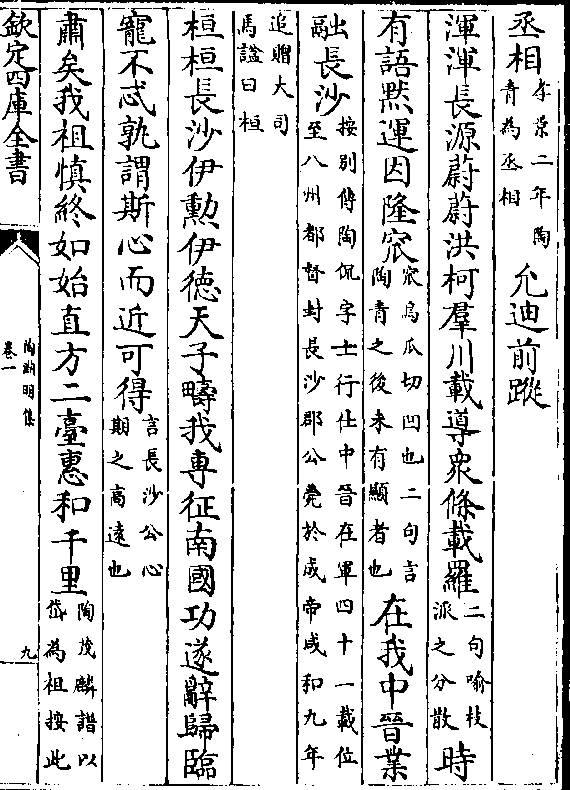 丞相孝景二年陶青為丞相允迪前蹤
渾渾長源蔚蔚洪柯羣川載導衆條載羅二句喻枝派之分散時
有語黙運因隆窊窊烏瓜切凹也二句言陶青之後未有顯者也在我中晉業
融長沙按别傳陶侃字士行仕中晉在軍四十一載位至八州都督封長沙郡公薨於成帝咸和九年
追贈大司馬諡曰桓
桓桓長沙伊勲伊德天子疇我專征南國功遂辭歸臨
寵不忒孰謂斯心而近可得言長沙公心期之高遠也
肅矣我祖慎終如始直方二臺惠和千里陶茂麟譜以岱為祖按此
欽定四庫全書
陶淵明集
卷一
九